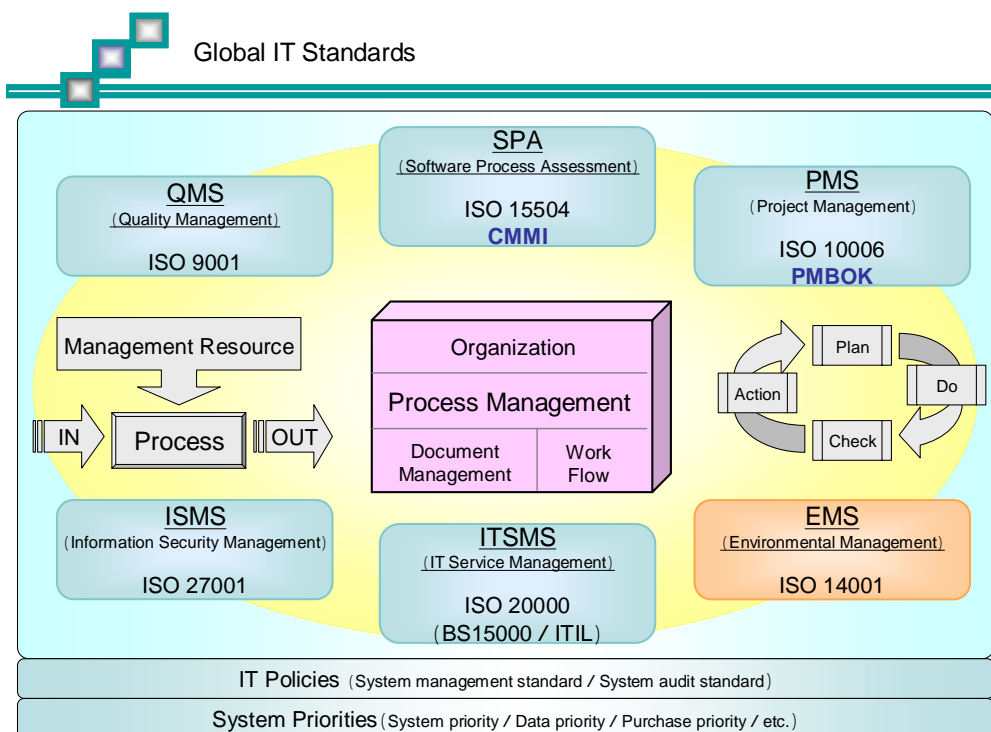 Global IT Standards
SPA
(Software Process Assessment)
ISO 15504
CMMI
QMS
(Quality Management)
ISO 9001
PMS
(Project Management)
ISO 10006
PMBOK
Management Resource
IN
Process
OUT
Organization
Process Management
Document
Management
Work
Flow
Plan
Do
Check
Action
ISMS
(Information Security Management)
ISO 27001
ITSMS
(IT Service Management)
ISO 20000
(BS15000 / ITIL)
EMS
(Environmental Management)
ISO 14001
IT Policies (System management standard / System audit standard)
System Priorities (System priority / Data priority / Purchase priority / etc.)